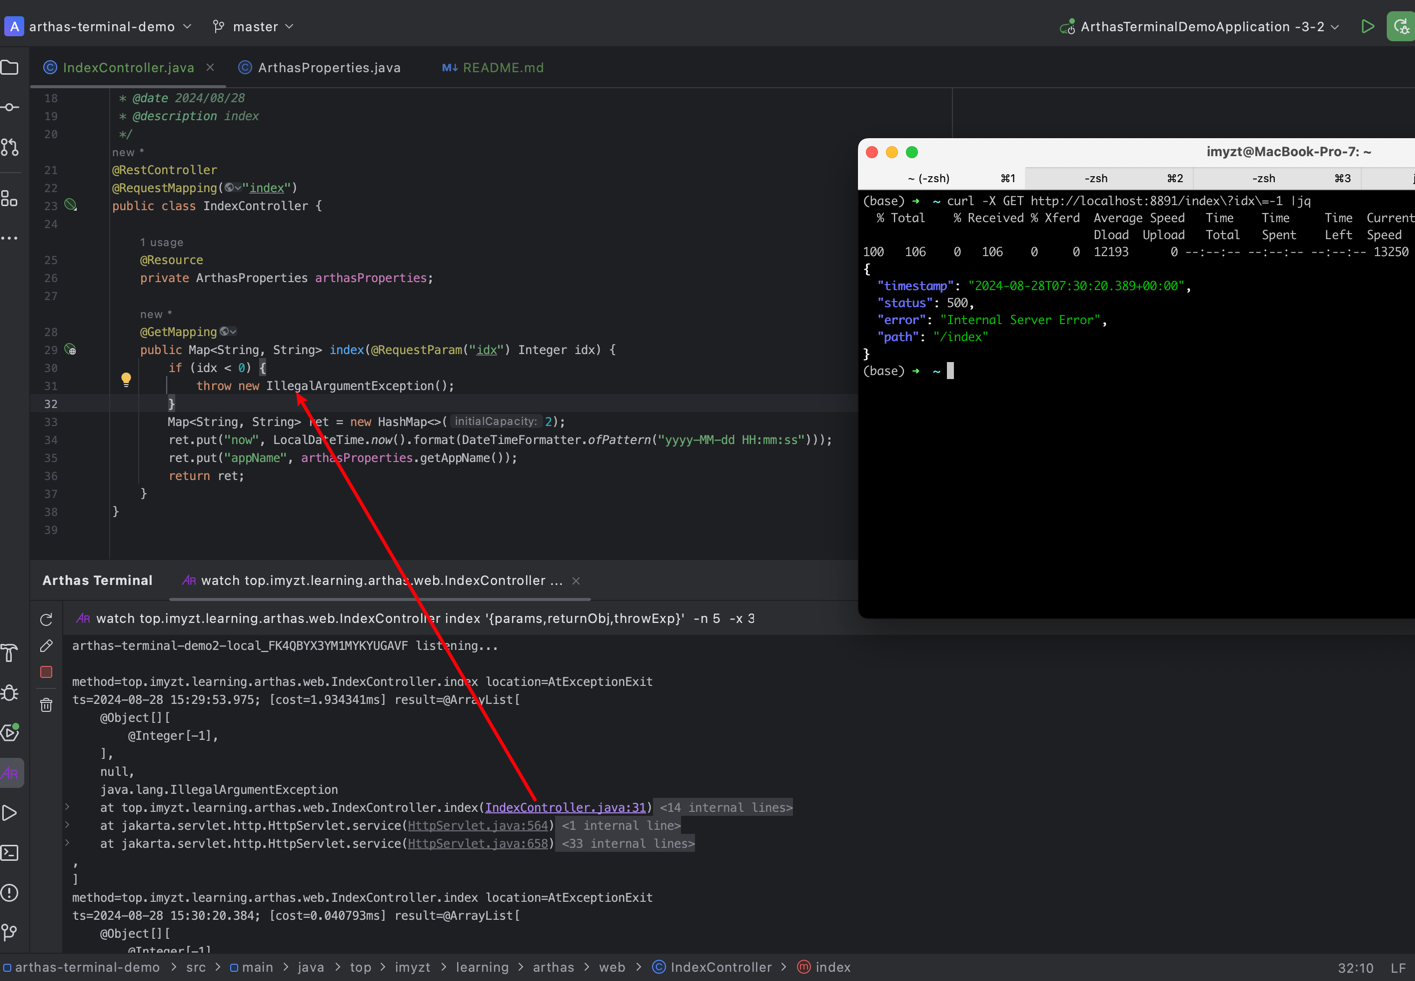 A arthas-terminal-demo master ArthasTerminalDemoApplication -3-2
IndexController.java ArthasProperties.java M↓ README.md
18 * @date 2024/08/28
19 * @description index
20 */
new *
21 @RestController
22 @RequestMapping("index")
23 public class IndexController {
24
1 usage
25 @Resource
26 private ArthasProperties arthasProperties;
27
new *
28 @GetMapping
29 public Map<String, String> index(@RequestParam("idx") Integer idx) {
30 if (idx < 0) {
31 throw new IllegalArgumentException();
32 }
33 Map<String, String> ret = new HashMap<>( initialCapacity: 2);
34 ret.put("now", LocalDateTime.now().format(DateTimeFormatter.ofPattern("yyyy-MM-dd HH:mm:ss")));
35 ret.put("appName", arthasProperties.getAppName());
36 return ret;
37 }
38 }
39
imyzt@MacBook-Pro-7: ~
~ (-zsh) ⌘1 -zsh ⌘2 -zsh ⌘3
(base) ➜ ~ curl -X GET http://localhost:8891/index\?idx\=-1 |jq
% Total % Received % Xferd Average Speed Time Time Time Current
Dload Upload Total Spent Left Speed
100 106 0 106 0 0 12193 0 --:--:-- --:--:-- --:--:-- 13250
{
"timestamp": "2024-08-28T07:30:20.389+00:00",
"status": 500,
"error": "Internal Server Error",
"path": "/index"
}
(base) ➜ ~
Arthas Terminal AR watch top.imyzt.learning.arthas.web.IndexController ...
AR watch top.imyzt.learning.arthas.web.IndexController index '{params,returnObj,throwExp}' -n 5 -x 3
arthas-terminal-demo2-local_FK4QBYX3YM1MYKYUGAVF listening...
method=top.imyzt.learning.arthas.web.IndexController.index location=AtExceptionExit
ts=2024-08-28 15:29:53.975; [cost=1.934341ms] result=@ArrayList[
@Object[][
@Integer[-1],
],
null,
java.lang.IllegalArgumentException
at top.imyzt.learning.arthas.web.IndexController.index(IndexController.java:31) <14 internal lines>
at jakarta.servlet.http.HttpServlet.service(HttpServlet.java:564) <1 internal line>
at jakarta.servlet.http.HttpServlet.service(HttpServlet.java:658) <33 internal lines>
,
]
method=top.imyzt.learning.arthas.web.IndexController.index location=AtExceptionExit
ts=2024-08-28 15:30:20.384; [cost=0.040793ms] result=@ArrayList[
@Object[][
@Integer[-1]
AR
arthas-terminal-demo > src > main > java > top > imyzt > learning > arthas > web > IndexController > index 32:10 LF